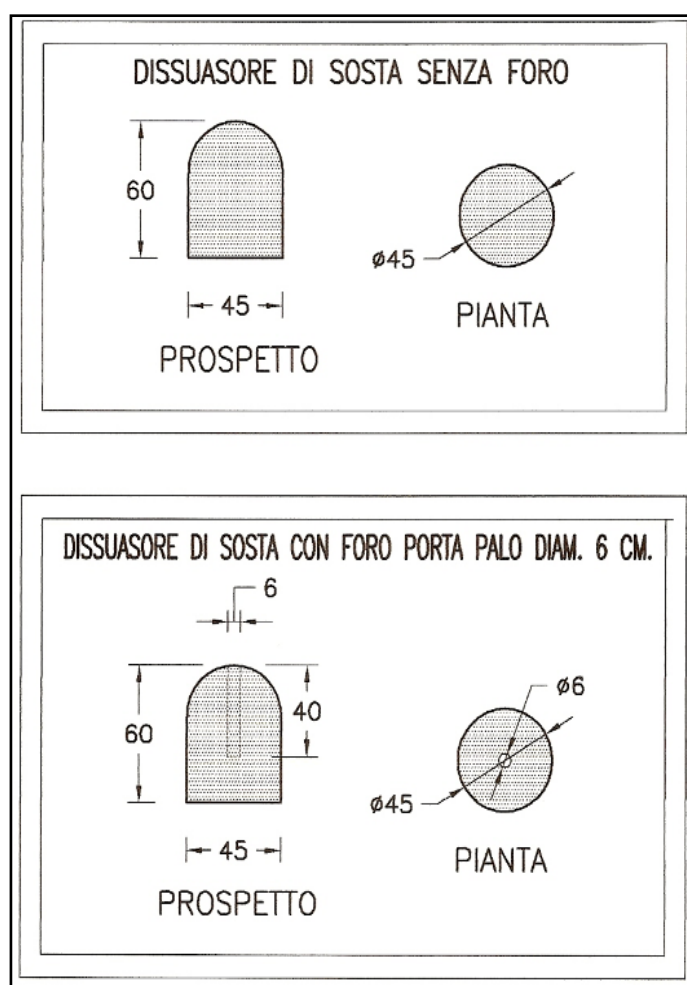 DISSUASORE DI SOSTA SENZA FORO
60
ø45
45
PIANTA
PROSPETTO
DISSUASORE DI SOSTA CON FORO PORTA PALO DIAM. 6 CM.
6
ø6
40
60
ø45
45
PIANTA
PROSPETTO